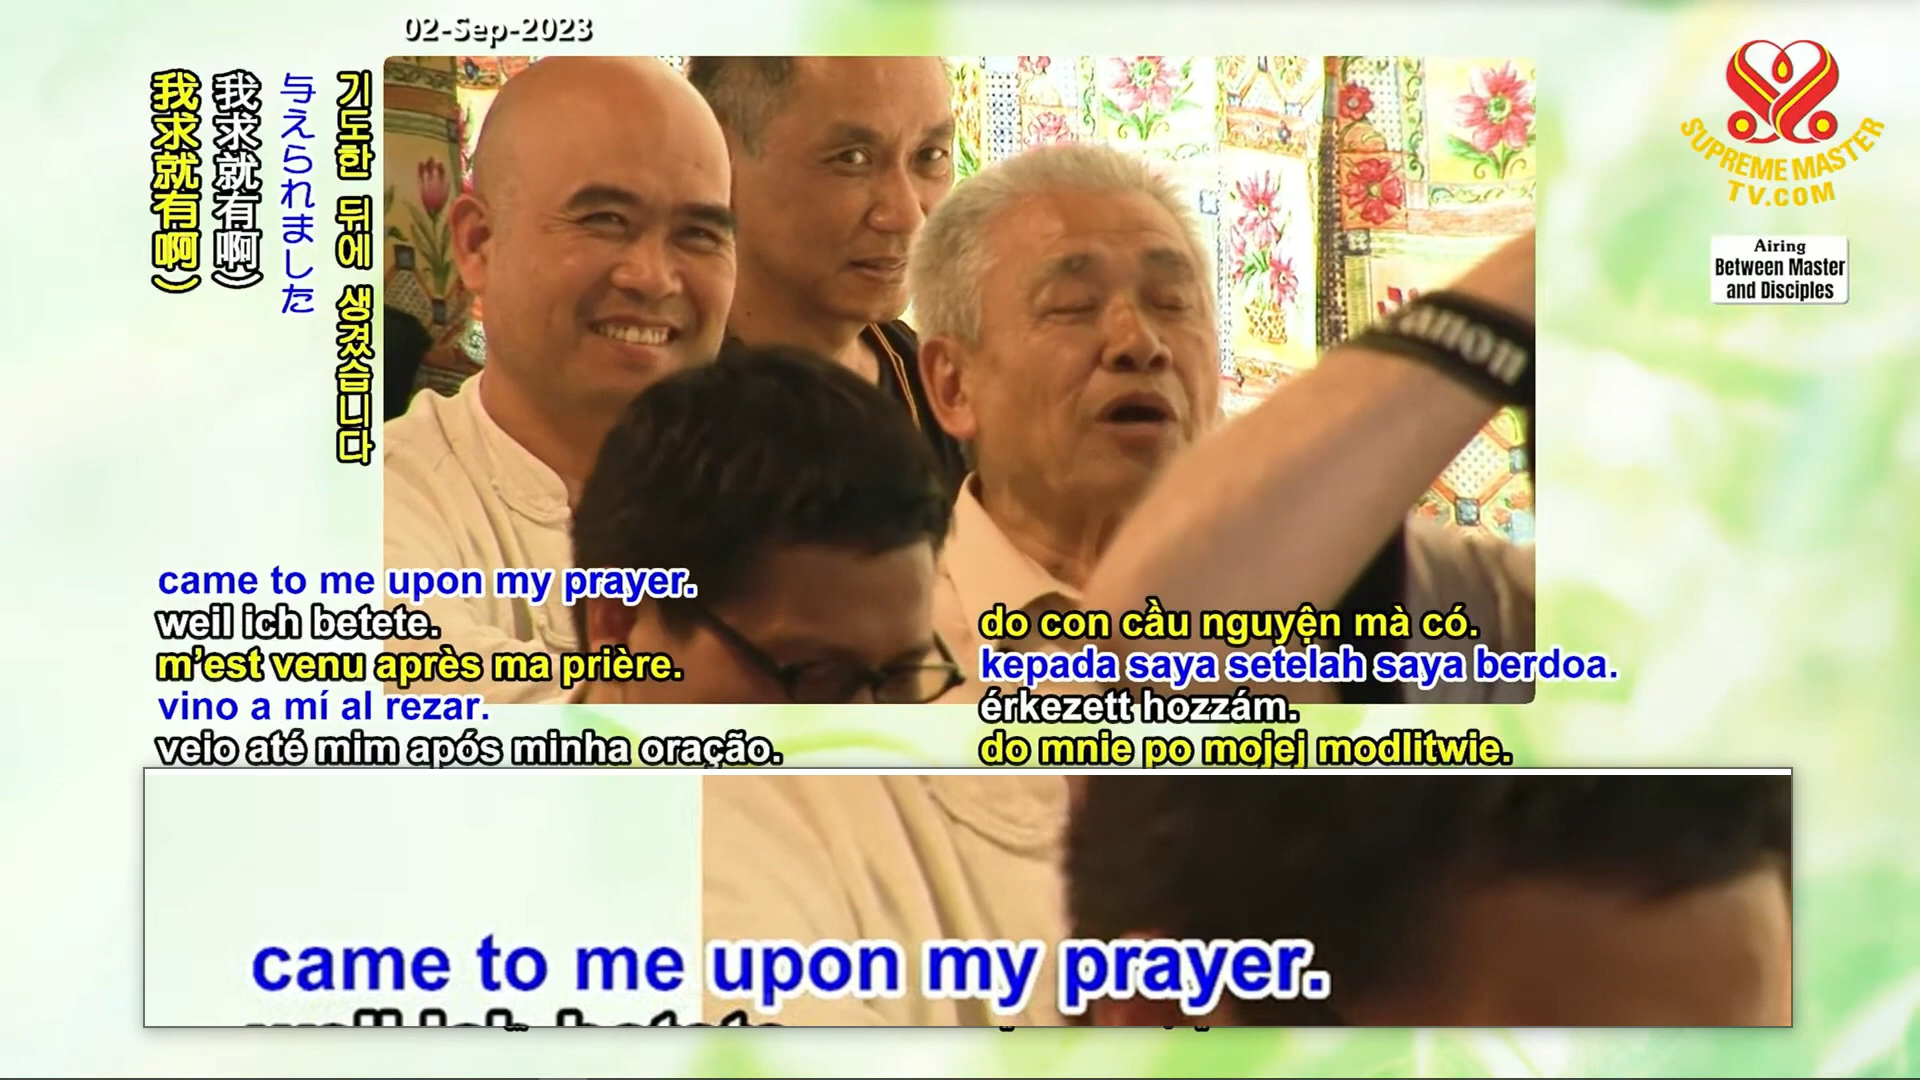 02-Sep-2023
我求就有啊）
我求就有啊）
与えられました
기도한 뒤에 생겼습니다
SUPREME MASTER
TV.COM
Airing
Between Master
and Disciples
Canon
came to me upon my prayer.
weil ich betete.
m’est venu après ma prière.
vino a mí al rezar.
veio até mim após minha oração.
do con cầu nguyện mà có.
kepada saya setelah saya berdoa.
érkezett hozzám.
do mnie po mojej modlitwie.
came to me upon my prayer.
weil ich betete.